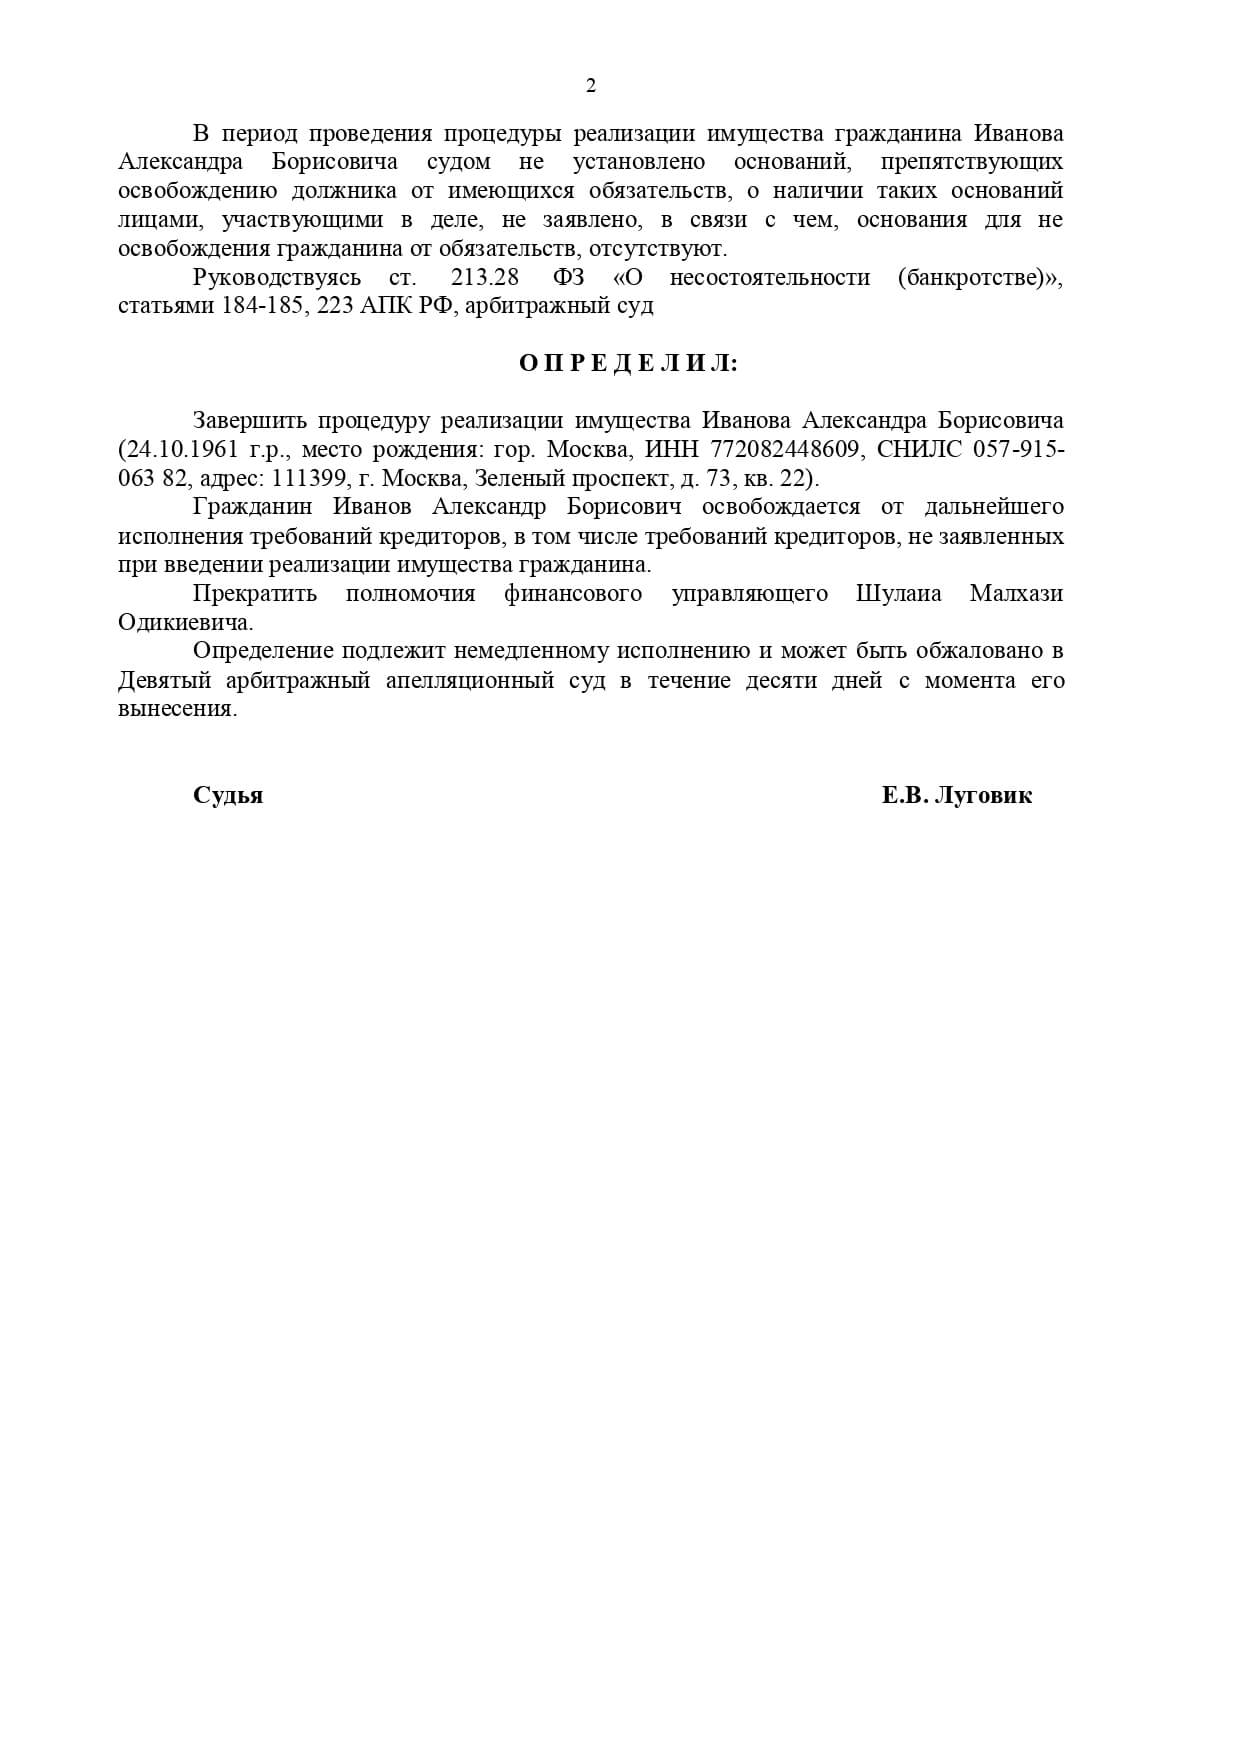 2
В период проведения процедуры реализации имущества гражданина Иванова
Александра Борисовича судом не установлено оснований, препятствующих
освобождению должника от имеющихся обязательств, о наличии таких оснований
лицами, участвующими в деле, не заявлено, в связи с чем, основания для не
освобождения гражданина от обязательств, отсутствуют.
Руководствуясь ст. 213.28 ФЗ «О несостоятельности (банкротстве)»,
статьями 184-185, 223 АПК РФ, арбитражный суд
О П Р Е Д Е Л И Л:
Завершить процедуру реализации имущества Иванова Александра Борисовича
(24.10.1961 г.р., место рождения: гор. Москва, ИНН 772082448609, СНИЛС 057-915-
063 82, адрес: 111399, г. Москва, Зеленый проспект, д. 73, кв. 22).
Гражданин Иванов Александр Борисович освобождается от дальнейшего
исполнения требований кредиторов, в том числе требований кредиторов, не заявленных
при введении реализации имущества гражданина.
Прекратить полномочия финансового управляющего Шулаиа Малхази
Одикиевича.
Определение подлежит немедленному исполнению и может быть обжаловано в
Девятый арбитражный апелляционный суд в течение десяти дней с момента его
вынесения.
Судья Е.В. Луговик